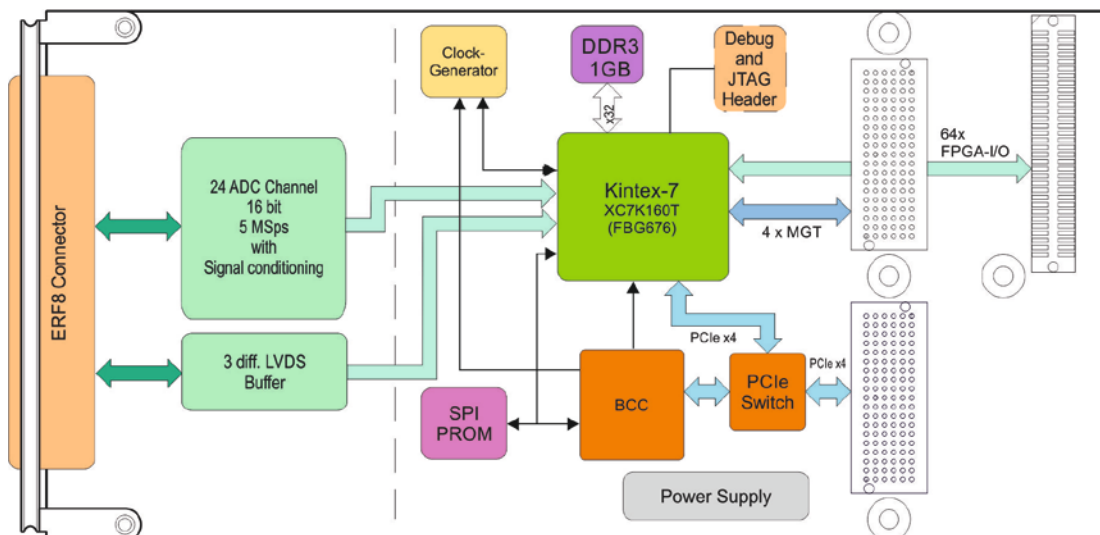 Clock-
Generator
DDR3
1GB
Debug
and
JTAG
Header
x32
64x
FPGA-I/O
ERF8 Connector
24 ADC Channel
16 bit
5 MSps
with
Signal conditioning
Kintex-7
XC7K160T
(FBG676)
4 x MGT
3 diff. LVDS
Buffer
PCIe x4
PCIe x4
SPI
PROM
BCC
PCIe
Switch
Power Supply